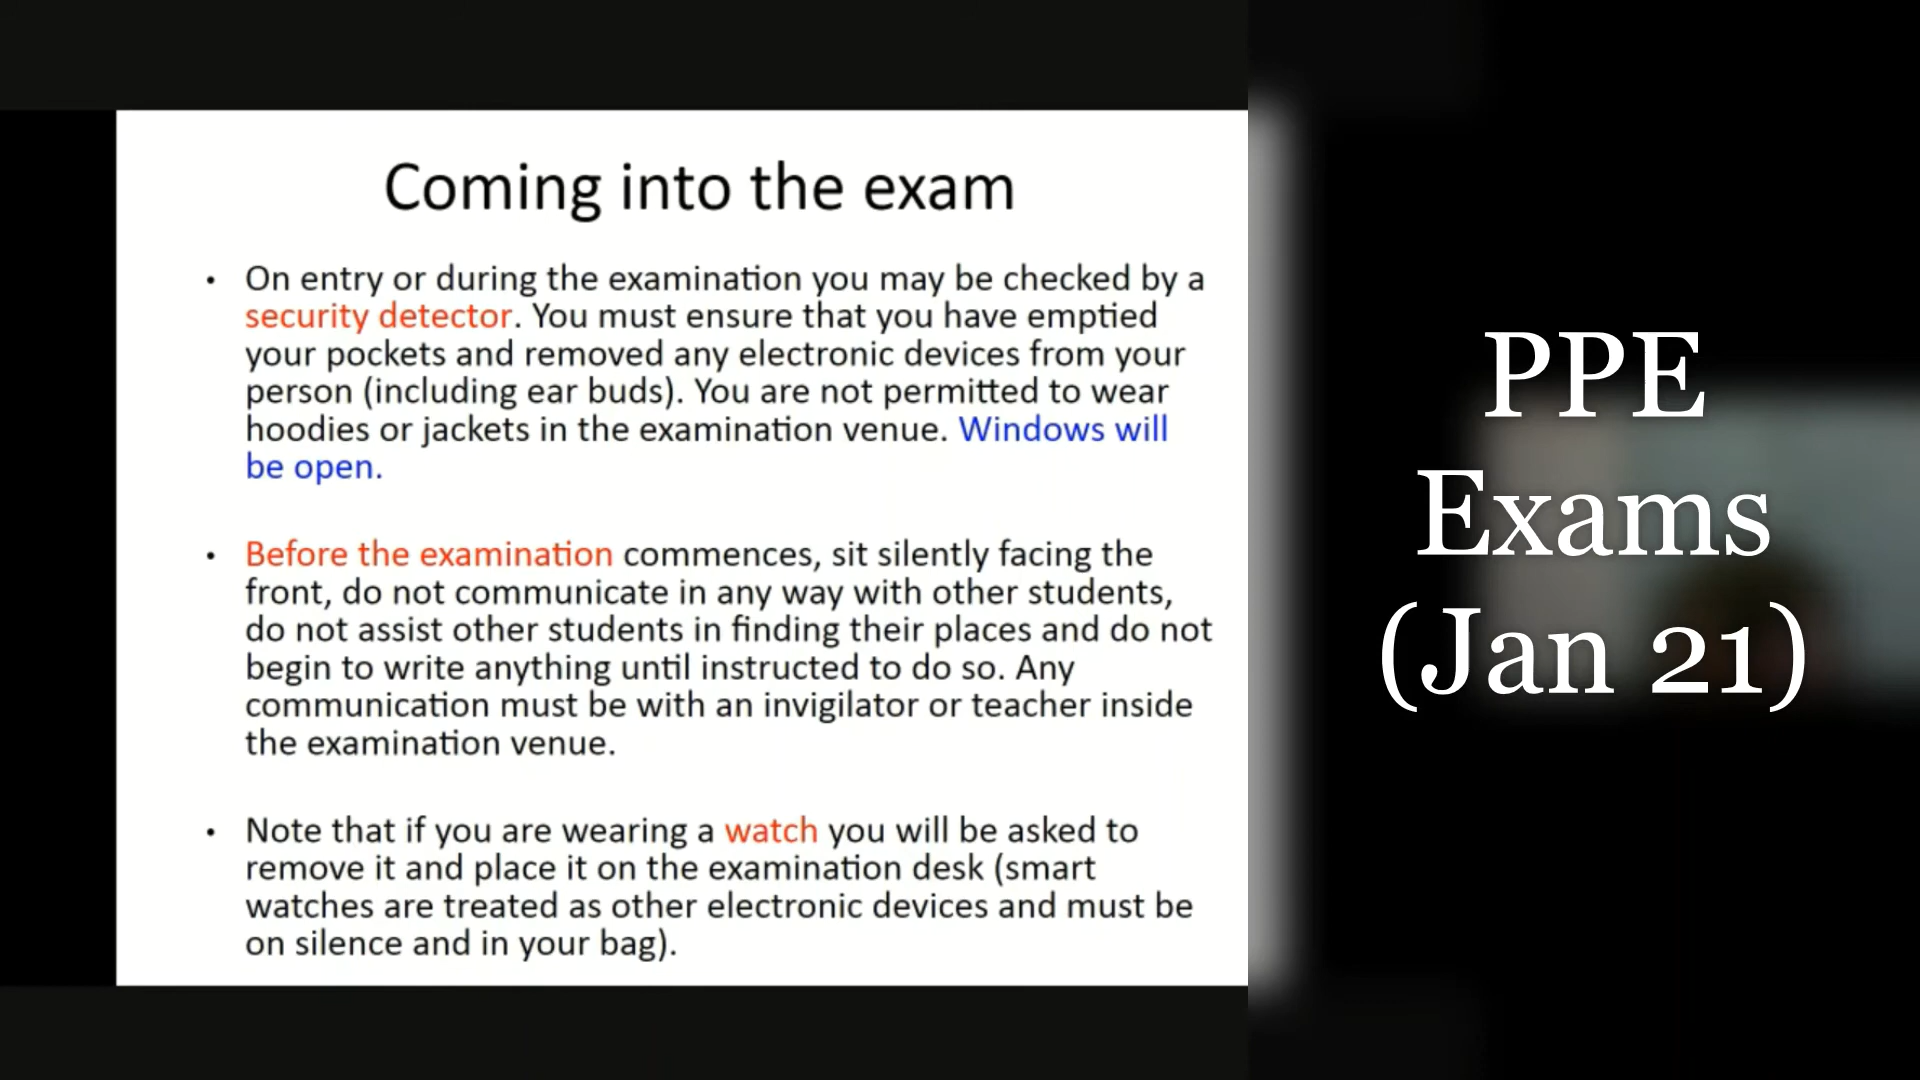 Coming into the exam
• On entry or during the examination you may be checked by a
security detector. You must ensure that you have emptied
your pockets and removed any electronic devices from your
person (including ear buds). You are not permitted to wear
hoodies or jackets in the examination venue. Windows will
be open.
• Before the examination commences, sit silently facing the
front, do not communicate in any way with other students,
do not assist other students in finding their places and do not
begin to write anything until instructed to do so. Any
communication must be with an invigilator or teacher inside
the examination venue.
• Note that if you are wearing a watch you will be asked to
remove it and place it on the examination desk (smart
watches are treated as other electronic devices and must be
on silence and in your bag).
PPE
Exams
(Jan 21)